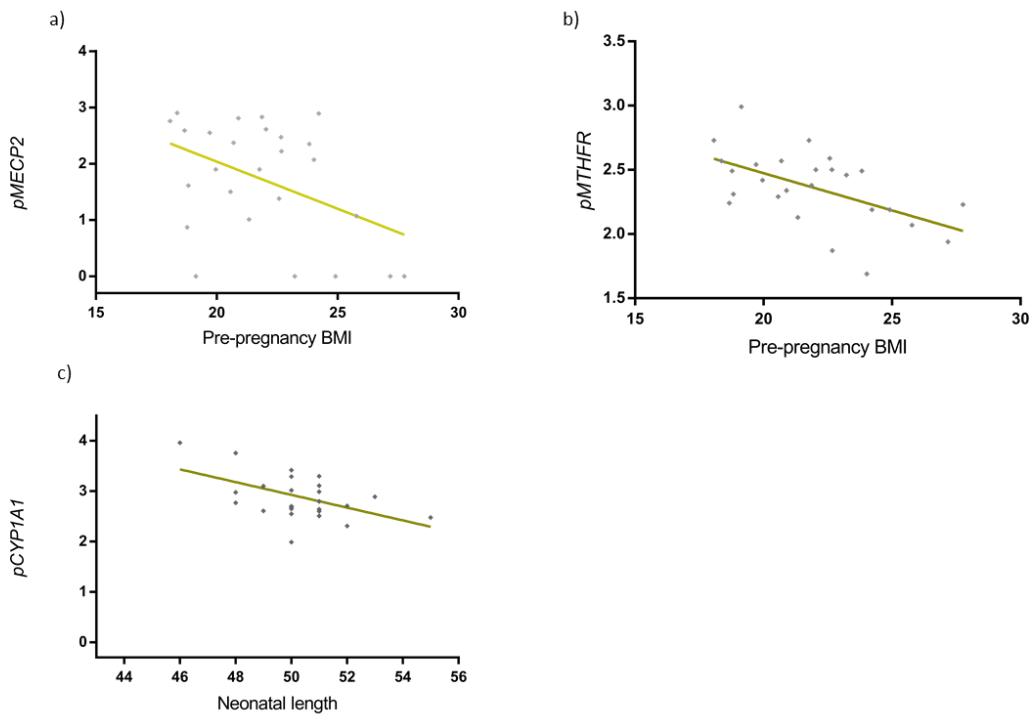 a)
pMECP2
4
3
2
1
0
15 20 25 30
Pre-pregnancy BMI
b)
pMTHFR
3.5
3.0
2.5
2.0
1.5
15 20 25 30
Pre-pregnancy BMI
c)
pCYP1A1
4
3
2
1
0
44 46 48 50 52 54 56
Neonatal length